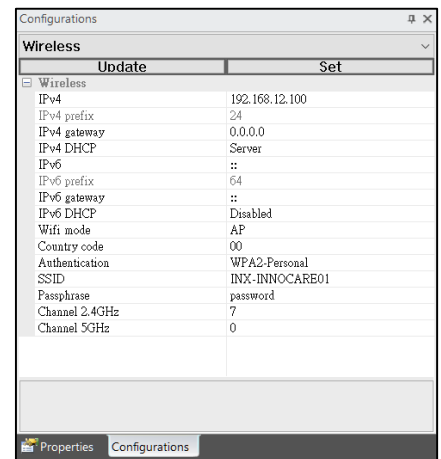 Configurations
Wireless
Update Set
Wireless
IPv4 192.168.12.100
IPv4 prefix 24
IPv4 gateway 0.0.0.0
IPv4 DHCP Server
IPv6 ::
IPv6 prefix 64
IPv6 gateway ::
IPv6 DHCP Disabled
Wifi mode AP
Country code 00
Authentication WPA2-Personal
SSID INX-INNOCARE01
Passphrase password
Channel 2.4GHz 7
Channel 5GHz 0
Properties Configurations